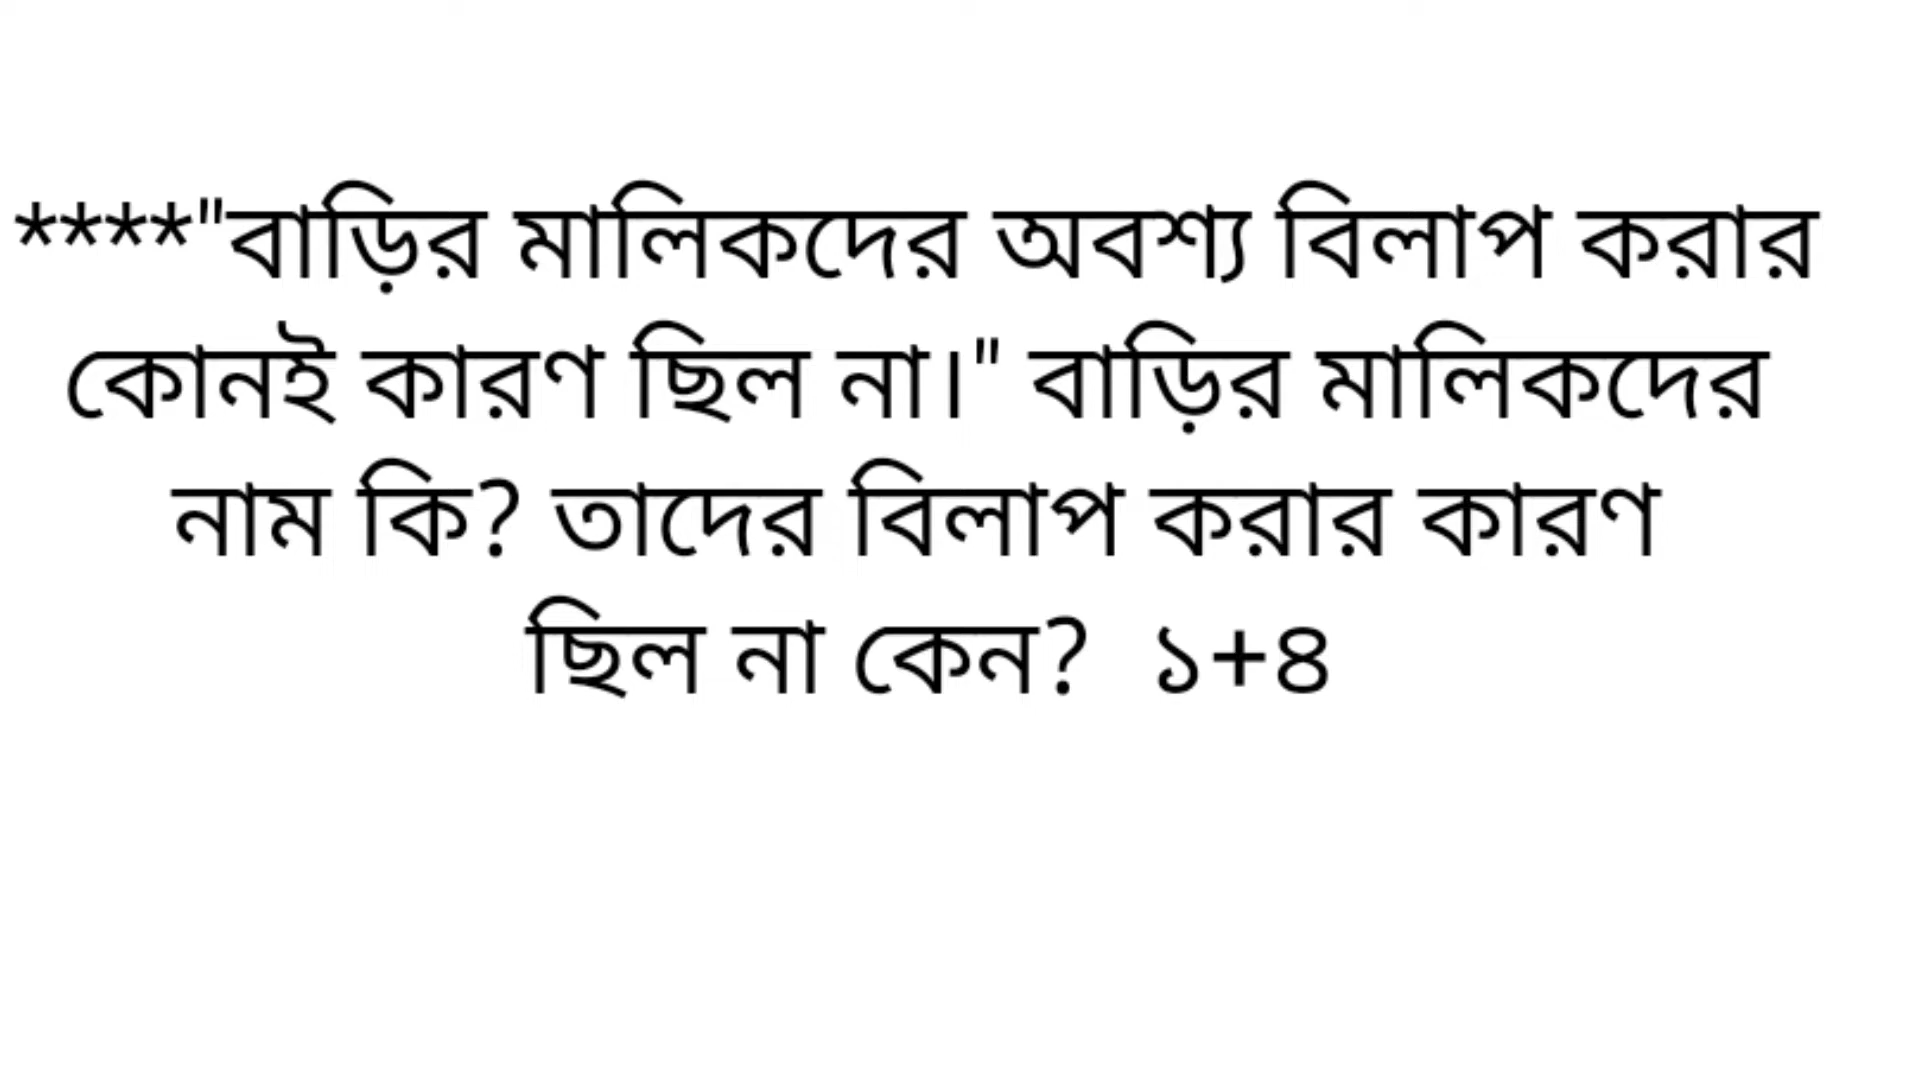 ****"বাড়ির মালিকদের অবশ্য বিলাপ করার
কোনই কারণ ছিল না।" বাড়ির মালিকদের
নাম কি? তাদের বিলাপ করার কারণ
ছিল না কেন? ১+৪